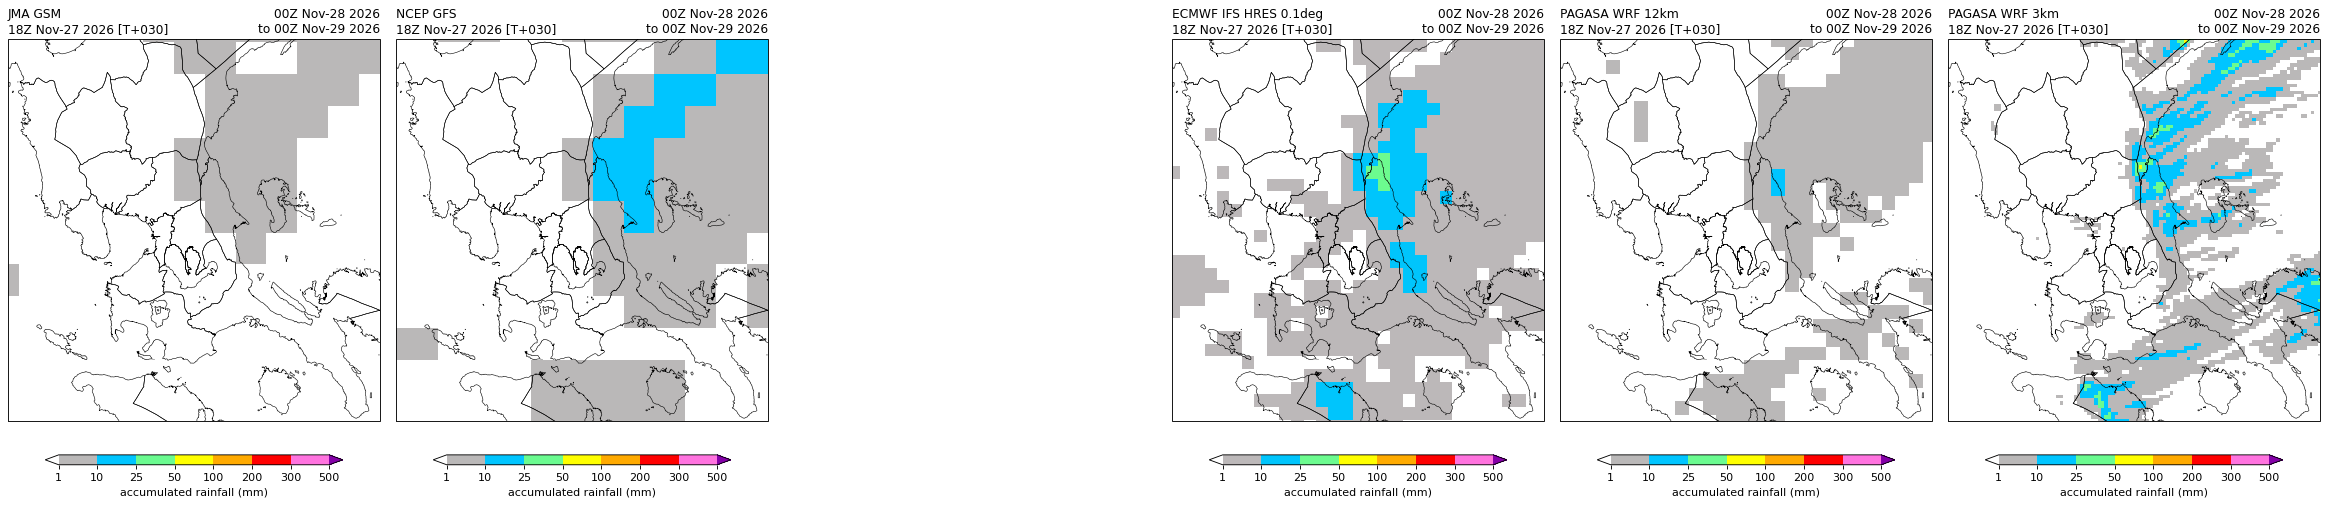 JMA GSM
18Z Nov-27 2026 [T+030]
00Z Nov-28 2026
to 00Z Nov-29 2026
NCEP GFS
18Z Nov-27 2026 [T+030]
00Z Nov-28 2026
to 00Z Nov-29 2026
ECMWF IFS HRES 0.1deg
18Z Nov-27 2026 [T+030]
00Z Nov-28 2026
to 00Z Nov-29 2026
PAGASA WRF 12km
18Z Nov-27 2026 [T+030]
00Z Nov-28 2026
to 00Z Nov-29 2026
PAGASA WRF 3km
18Z Nov-27 2026 [T+030]
00Z Nov-28 2026
to 00Z Nov-29 2026
1 10 25 50 100 200 300 500
accumulated rainfall (mm)
1 10 25 50 100 200 300 500
accumulated rainfall (mm)
1 10 25 50 100 200 300 500
accumulated rainfall (mm)
1 10 25 50 100 200 300 500
accumulated rainfall (mm)
1 10 25 50 100 200 300 500
accumulated rainfall (mm)